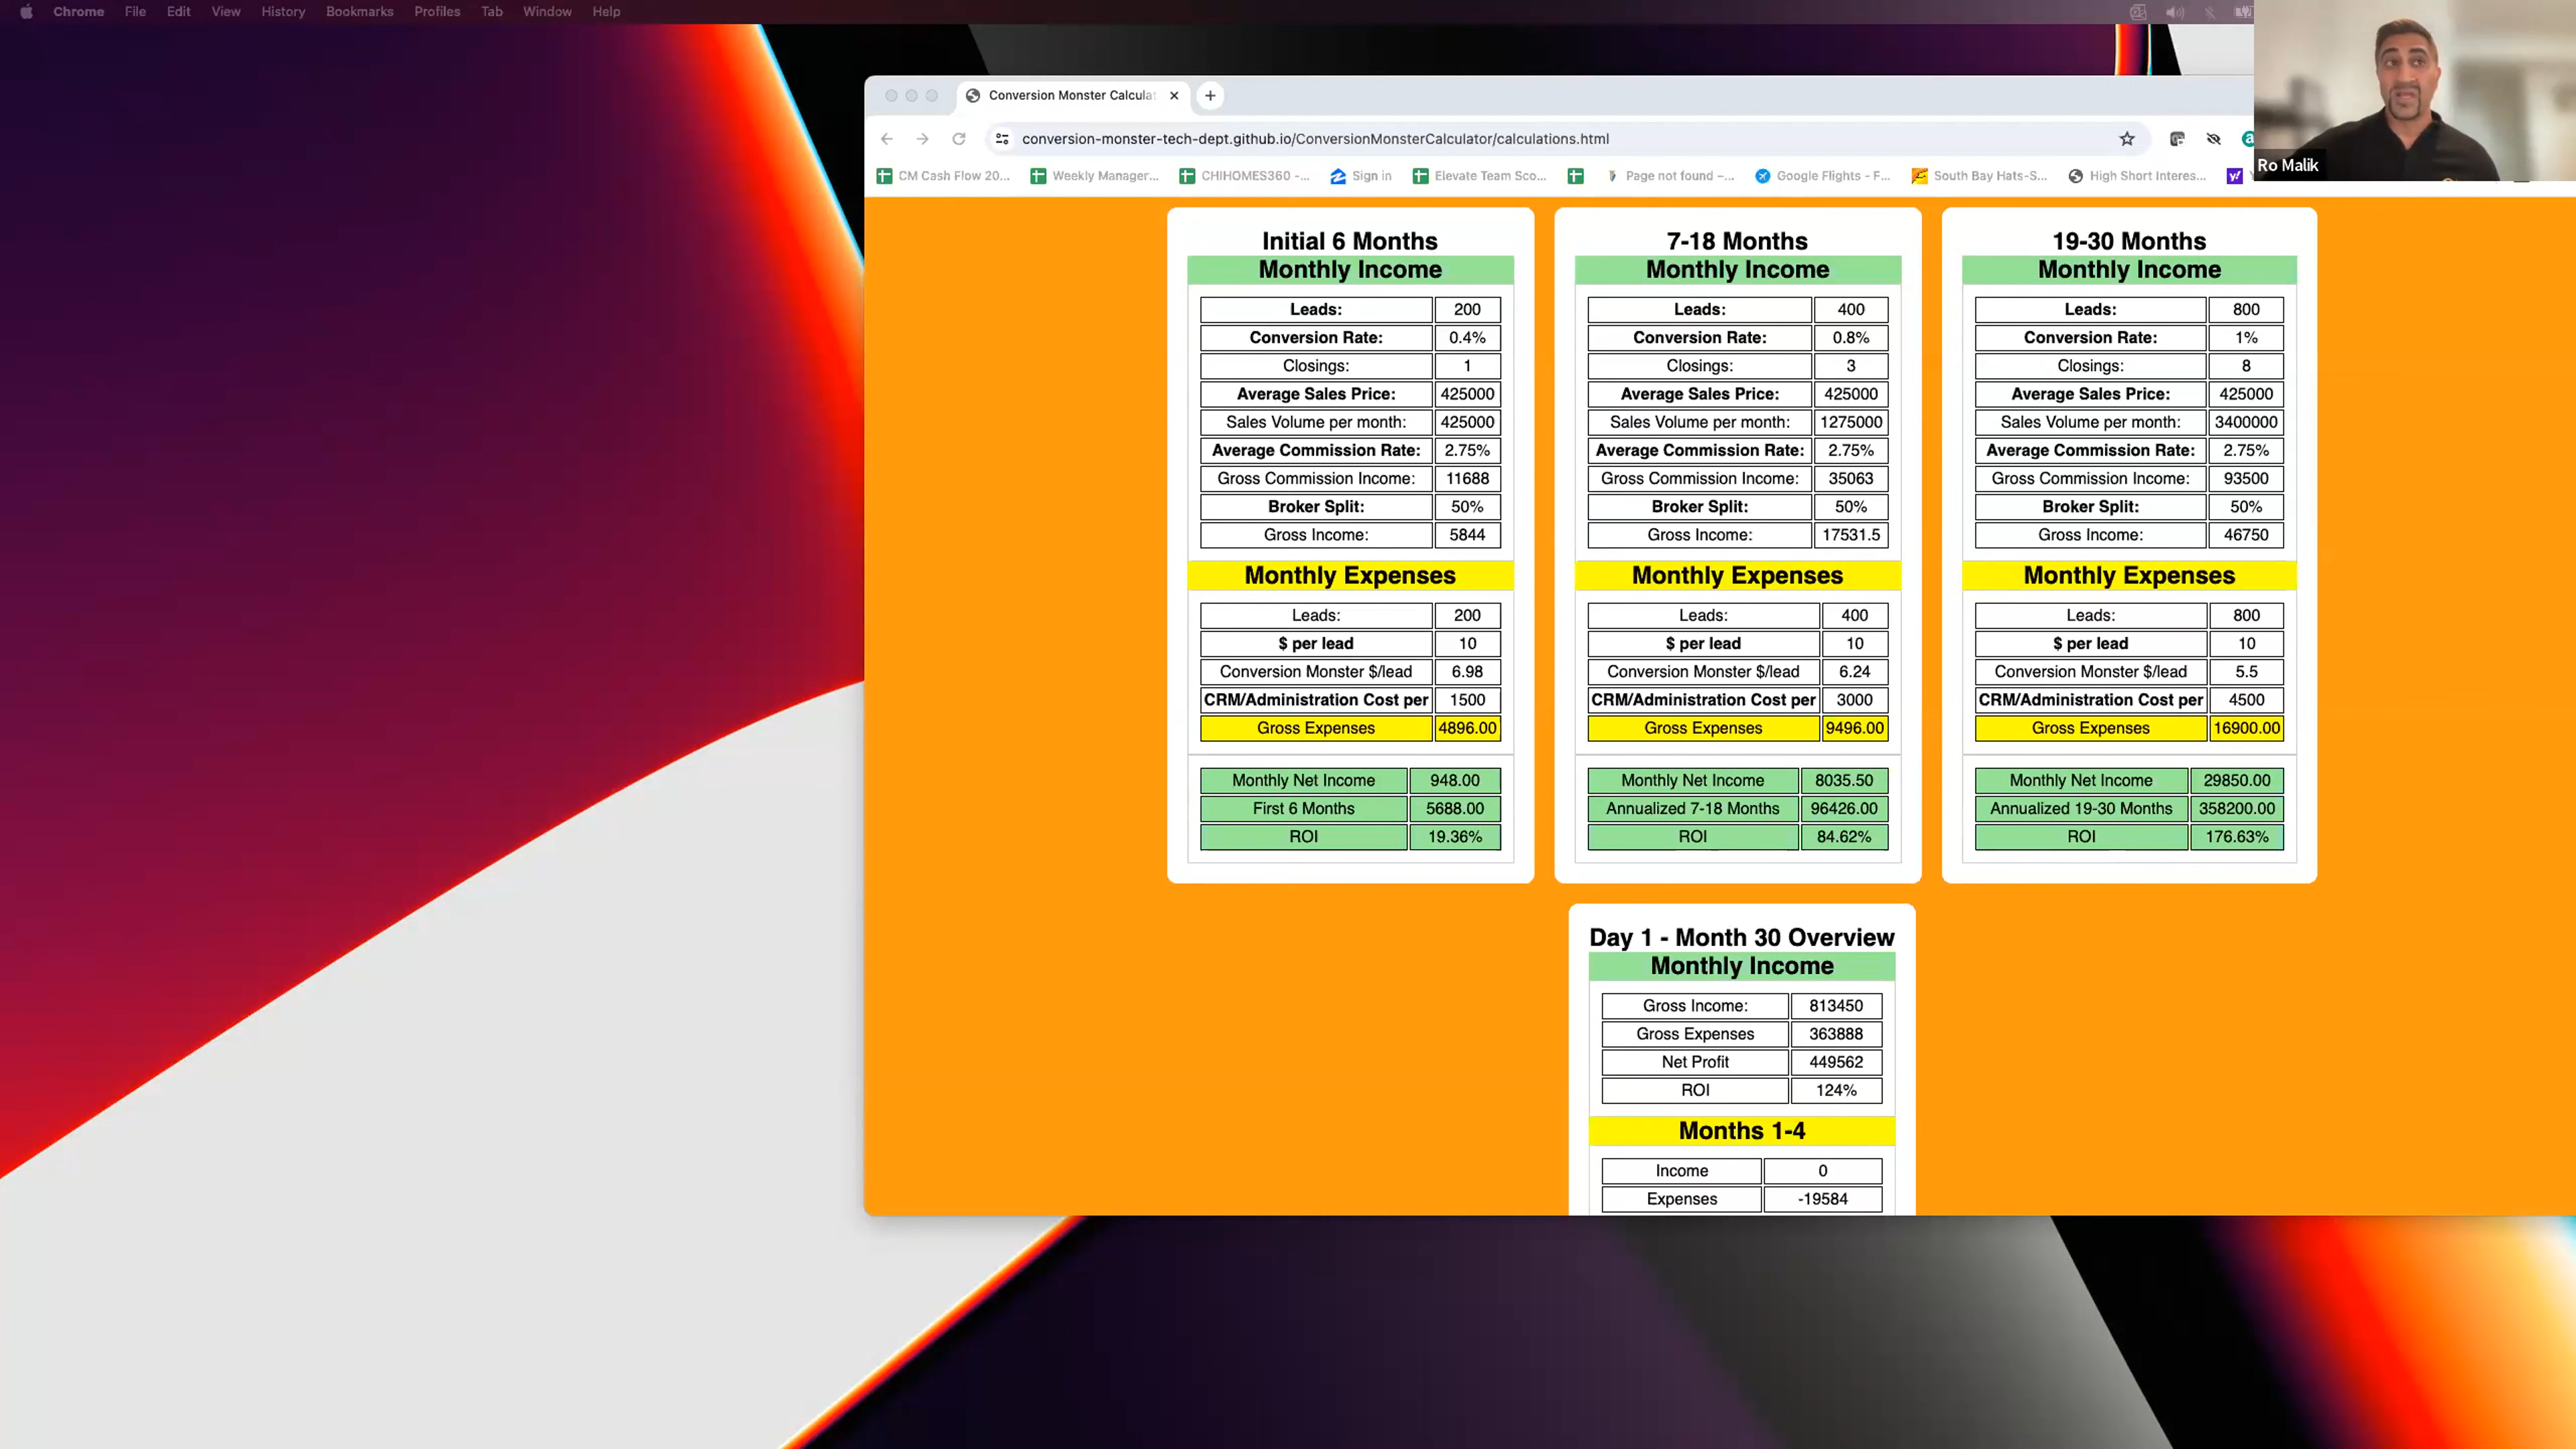 Chrome File Edit View History Bookmarks Profiles Tab Window Help
Conversion Monster Calculat
conversion-monster-tech-dept.github.io/ConversionMonsterCalculator/calculations.html
CM Cash Flow 20... Weekly Manager... CHIHOMES360 -... Sign in Elevate Team Sco... Page not found –... Google Flights - F... South Bay Hats-S... High Short Interes...
Ro Malik
Initial 6 Months
Monthly Income
Leads: 200
Conversion Rate: 0.4%
Closings: 1
Average Sales Price: 425000
Sales Volume per month: 425000
Average Commission Rate: 2.75%
Gross Commission Income: 11688
Broker Split: 50%
Gross Income: 5844
Monthly Expenses
Leads: 200
$ per lead 10
Conversion Monster $/lead 6.98
CRM/Administration Cost per 1500
Gross Expenses 4896.00
Monthly Net Income 948.00
First 6 Months 5688.00
ROI 19.36%
7-18 Months
Monthly Income
Leads: 400
Conversion Rate: 0.8%
Closings: 3
Average Sales Price: 425000
Sales Volume per month: 1275000
Average Commission Rate: 2.75%
Gross Commission Income: 35063
Broker Split: 50%
Gross Income: 17531.5
Monthly Expenses
Leads: 400
$ per lead 10
Conversion Monster $/lead 6.24
CRM/Administration Cost per 3000
Gross Expenses 9496.00
Monthly Net Income 8035.50
Annualized 7-18 Months 96426.00
ROI 84.62%
19-30 Months
Monthly Income
Leads: 800
Conversion Rate: 1%
Closings: 8
Average Sales Price: 425000
Sales Volume per month: 3400000
Average Commission Rate: 2.75%
Gross Commission Income: 93500
Broker Split: 50%
Gross Income: 46750
Monthly Expenses
Leads: 800
$ per lead 10
Conversion Monster $/lead 5.5
CRM/Administration Cost per 4500
Gross Expenses 16900.00
Monthly Net Income 29850.00
Annualized 19-30 Months 358200.00
ROI 176.63%
Day 1 - Month 30 Overview
Monthly Income
Gross Income: 813450
Gross Expenses 363888
Net Profit 449562
ROI 124%
Months 1-4
Income 0
Expenses -19584